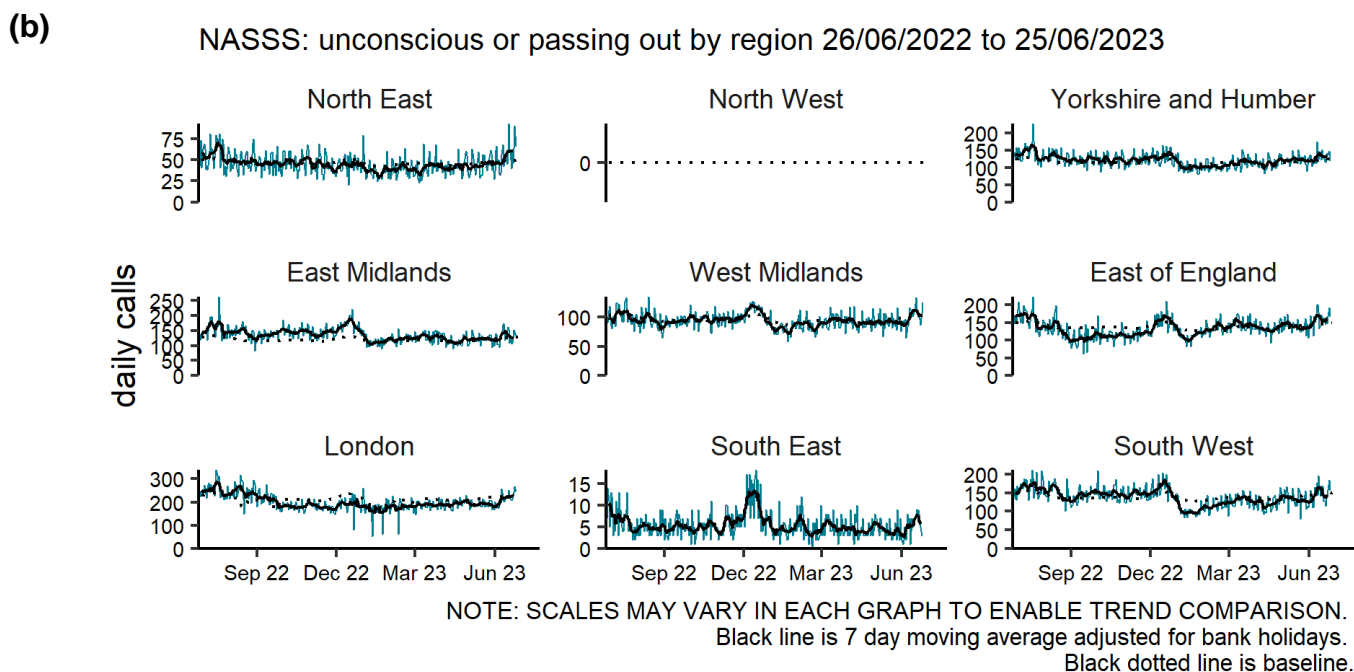 (b)
NASSS: unconscious or passing out by region 26/06/2022 to 25/06/2023
North East
North West
Yorkshire and Humber
75
50
25
0
0
200
150
100
50
0
East Midlands
West Midlands
East of England
daily calls
250
200
150
100
50
0
100
50
0
200
150
100
50
0
London
South East
South West
300
200
100
0
15
10
5
0
200
150
100
50
0
Sep 22 Dec 22 Mar 23 Jun 23
Sep 22 Dec 22 Mar 23 Jun 23
Sep 22 Dec 22 Mar 23 Jun 23
NOTE: SCALES MAY VARY IN EACH GRAPH TO ENABLE TREND COMPARISON.
Black line is 7 day moving average adjusted for bank holidays.
Black dotted line is baseline.